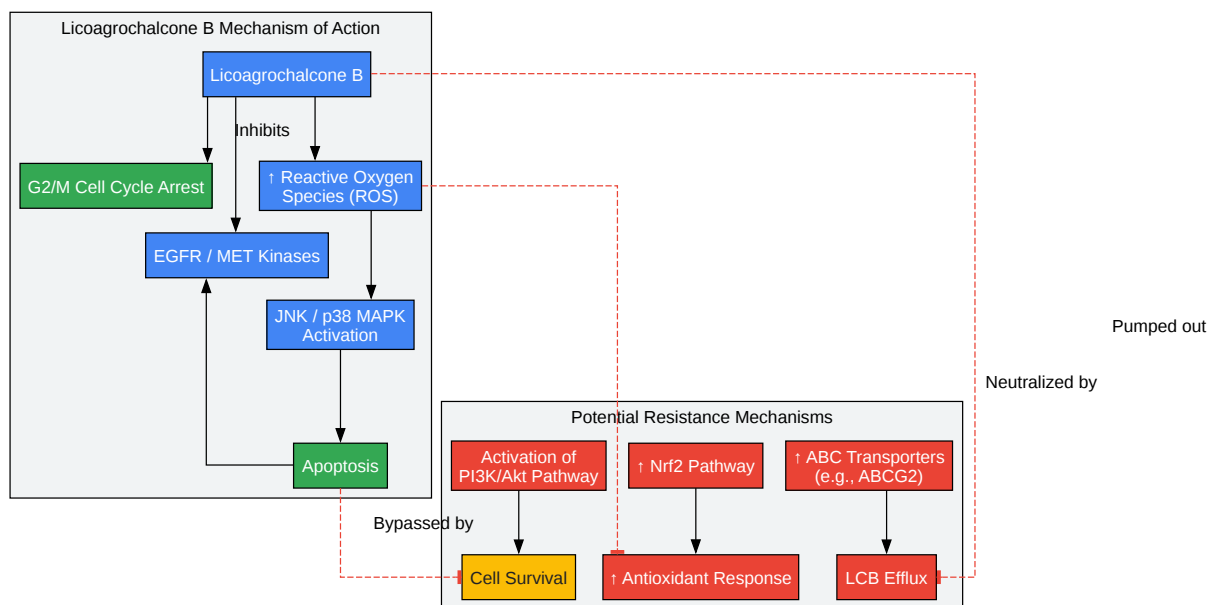 Licoagrochalcone B Mechanism of Action
Licoagrochalcone B
Inhibits
G2/M Cell Cycle Arrest
↑ Reactive Oxygen
Species (ROS)
EGFR / MET Kinases
JNK / p38 MAPK
Activation
Apoptosis
Pumped out
Neutralized by
Potential Resistance Mechanisms
Activation of
PI3K/Akt Pathway
↑ Nrf2 Pathway
↑ ABC Transporters
(e.g., ABCG2)
Bypassed by
Cell Survival
↑ Antioxidant Response
LCB Efflux